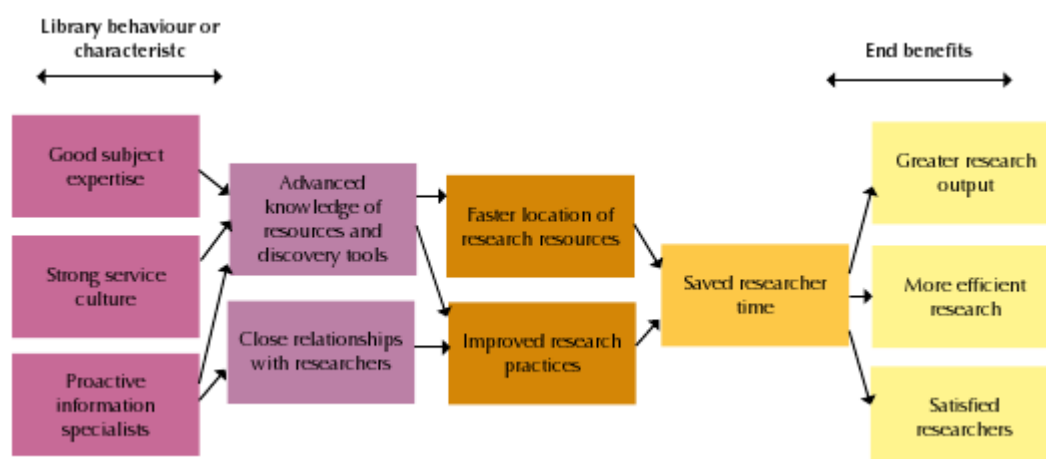 Library behaviour or
characteristc
End benefits
Good subject
expertise
Strong service
culture
Proactive
information
specialists
Advanced
knowledge of
resources and
discovery tools
Close relationships
with researchers
Faster location of
research resources
Improved research
practices
Saved researcher
time
Greater research
output
More efficient
research
Satisfied
researchers